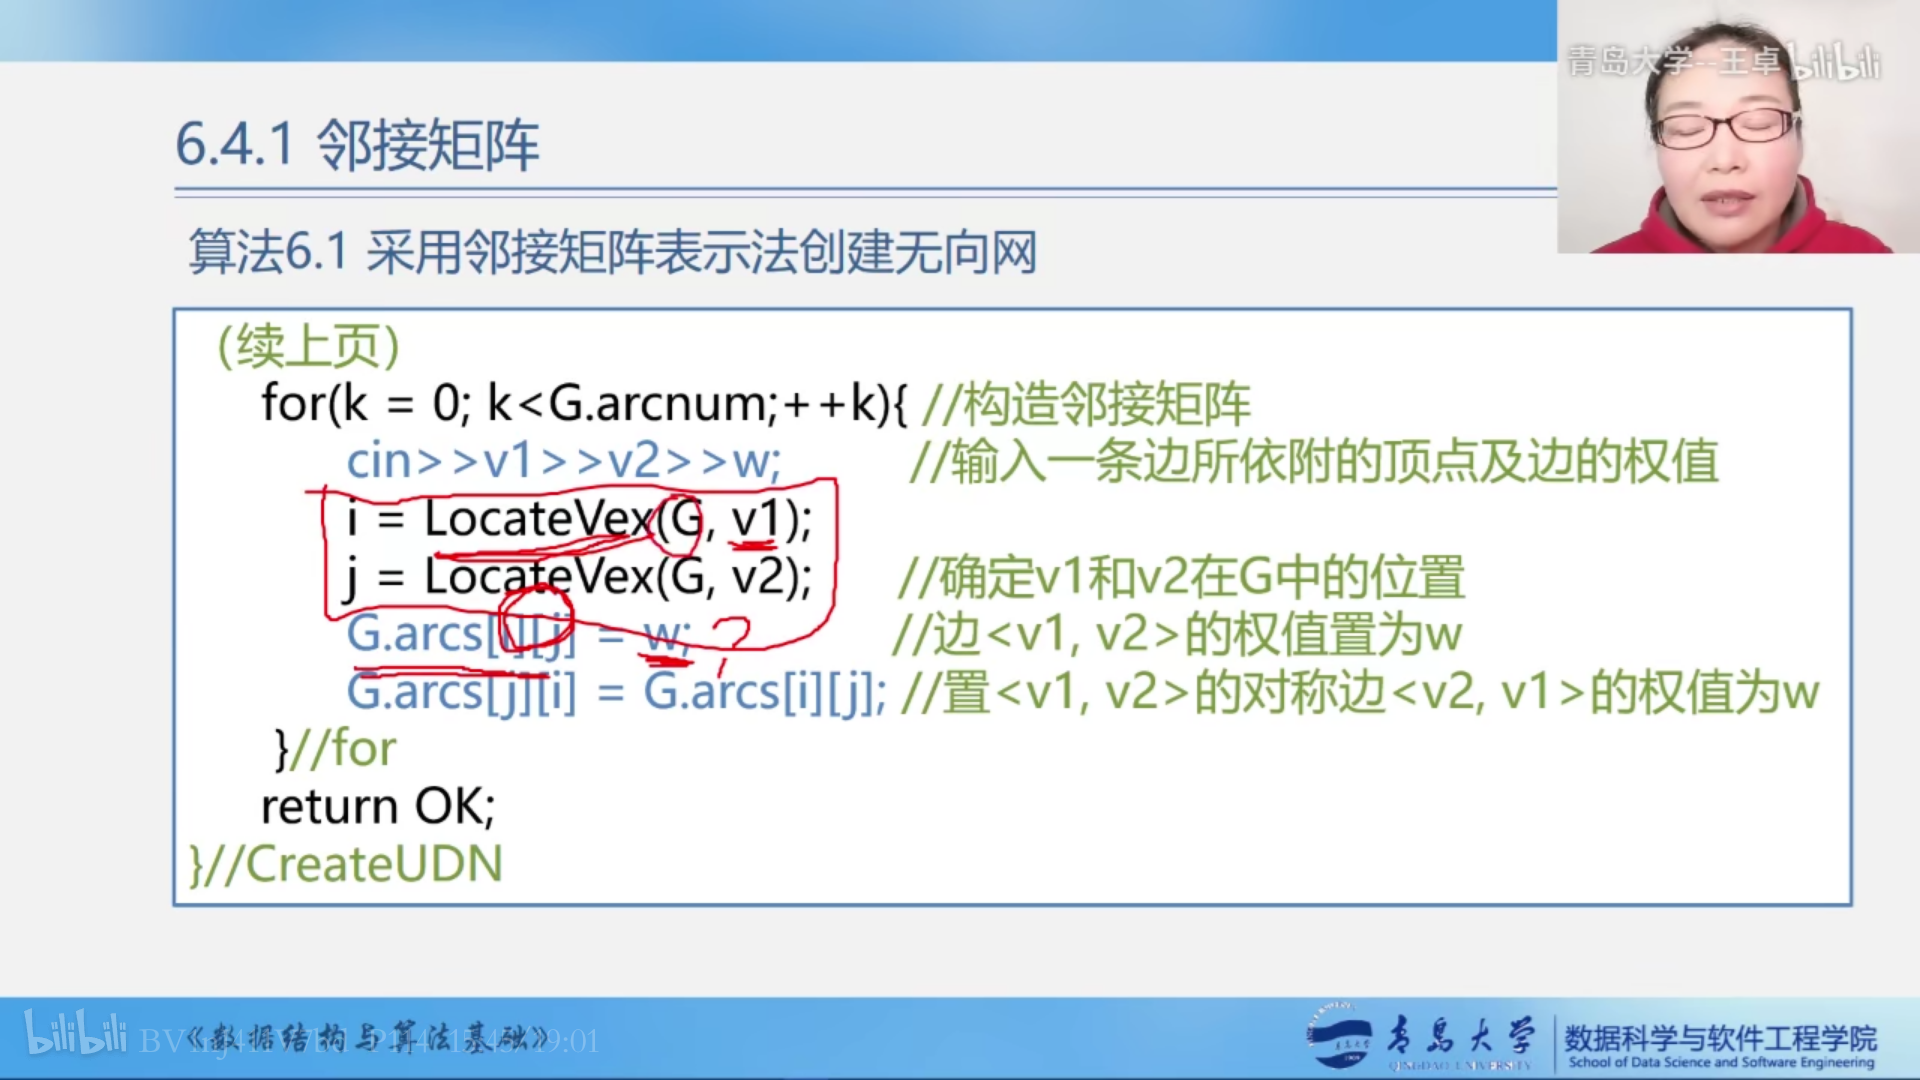 青岛大学--王卓 bilibili
6.4.1 邻接矩阵
算法6.1 采用邻接矩阵表示法创建无向网
(续上页)
for(k = 0; k<G.arcnum;++k){ //构造邻接矩阵
cin>>v1>>v2>>w; //输入一条边所依附的顶点及边的权值
i = LocateVex(G, v1);
j = LocateVex(G, v2); //确定v1和v2在G中的位置
G.arcs[i][j] = w; //边<v1, v2>的权值置为w
G.arcs[j][i] = G.arcs[i][j]; //置<v1, v2>的对称边<v2, v1>的权值为w
}//for
return OK;
}//CreateUDN
bilibili
《数据结构与算法基础》
青岛大学
QINGDAO UNIVERSITY
数据科学与软件工程学院
School of Data Science and Software Engineering